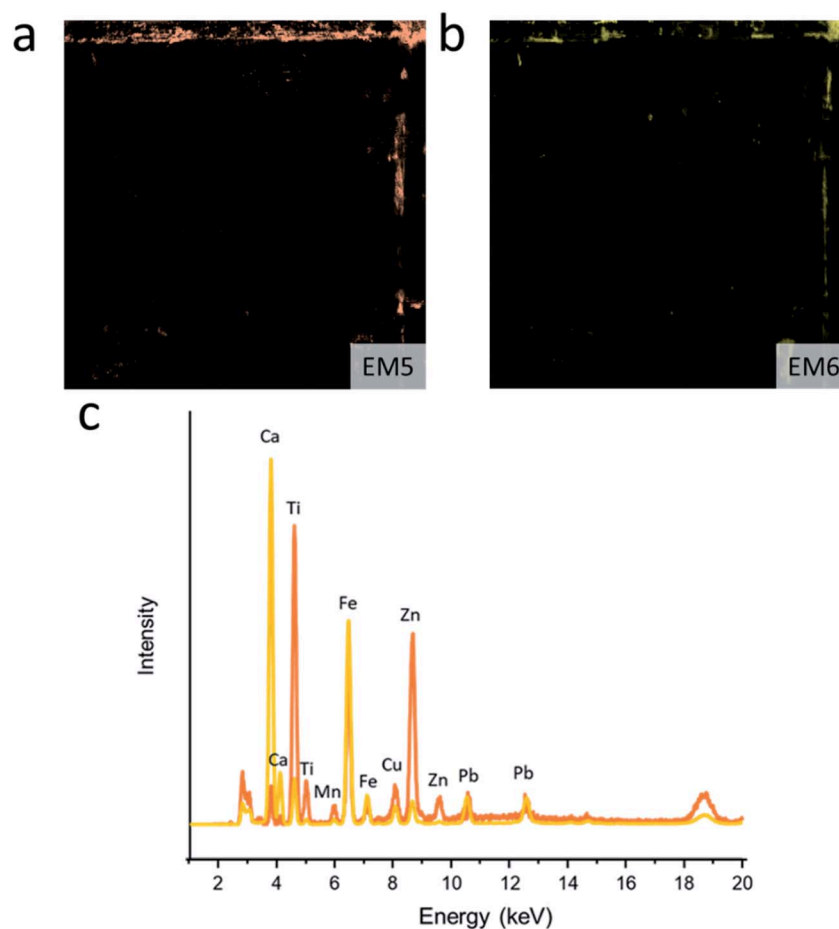 a
b
EM5
EM6
c
Ca
Ti
Fe
Zn
Ca
Ti
Mn
Fe
Cu
Zn
Pb
Pb
Intensity
2 4 6 8 10 12 14 16 18 20
Energy (keV)